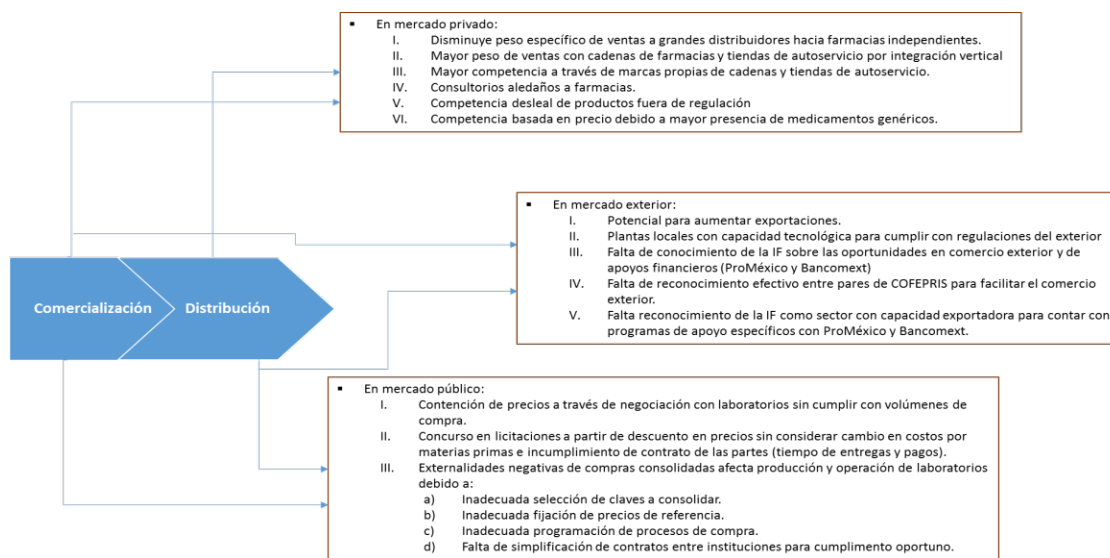 ▪ En mercado privado:
I. Disminuye peso específico de ventas a grandes distribuidores hacia farmacias independientes.
II. Mayor peso de ventas con cadenas de farmacias y tiendas de autoservicio por integración vertical
III. Mayor competencia a través de marcas propias de cadenas y tiendas de autoservicio.
IV. Consultorios aledaños a farmacias.
V. Competencia desleal de productos fuera de regulación
VI. Competencia basada en precio debido a mayor presencia de medicamentos genéricos.
▪ En mercado exterior:
I. Potencial para aumentar exportaciones.
II. Plantas locales con capacidad tecnológica para cumplir con regulaciones del exterior
III. Falta de conocimiento de la IF sobre las oportunidades en comercio exterior y de
apoyos financieros (ProMéxico y Bancomext)
IV. Falta de reconocimiento efectivo entre pares de COFEPRIS para facilitar el comercio
exterior.
V. Falta reconocimiento de la IF como sector con capacidad exportadora para contar con
programas de apoyo específicos con ProMéxico y Bancomext.
Comercialización
Distribución
▪ En mercado público:
I. Contención de precios a través de negociación con laboratorios sin cumplir con volúmenes de
compra.
II. Concurso en licitaciones a partir de descuento en precios sin considerar cambio en costos por
materias primas e incumplimiento de contrato de las partes (tiempo de entregas y pagos).
III. Externalidades negativas de compras consolidadas afecta producción y operación de laboratorios
debido a:
a) Inadecuada selección de claves a consolidar.
b) Inadecuada fijación de precios de referencia.
c) Inadecuada programación de procesos de compra.
d) Falta de simplificación de contratos entre instituciones para cumplimento oportuno.